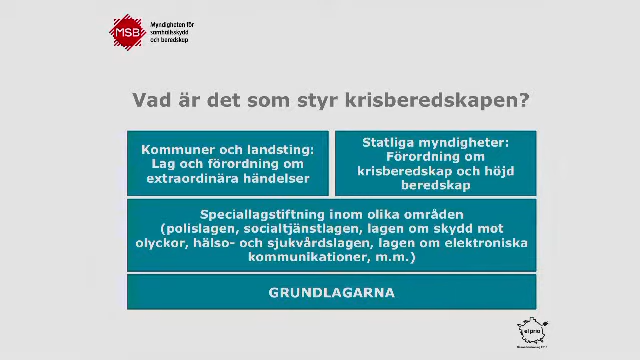 MSB
Myndigheten för
samhällsskydd
och beredskap
Vad är det som styr krisberedskapen?
Kommuner och landsting:
Lag och förordning om
extraordinära händelser
Statliga myndigheter:
Förordning om
krisberedskap och höjd
beredskap
Speciallagstiftning inom olika områden
(polislagen, socialtjänstlagen, lagen om skydd mot
olyckor, hälso- och sjukvårdslagen, lagen om elektroniska
kommunikationer, m.m.)
GRUNDLAGARNA
elprio